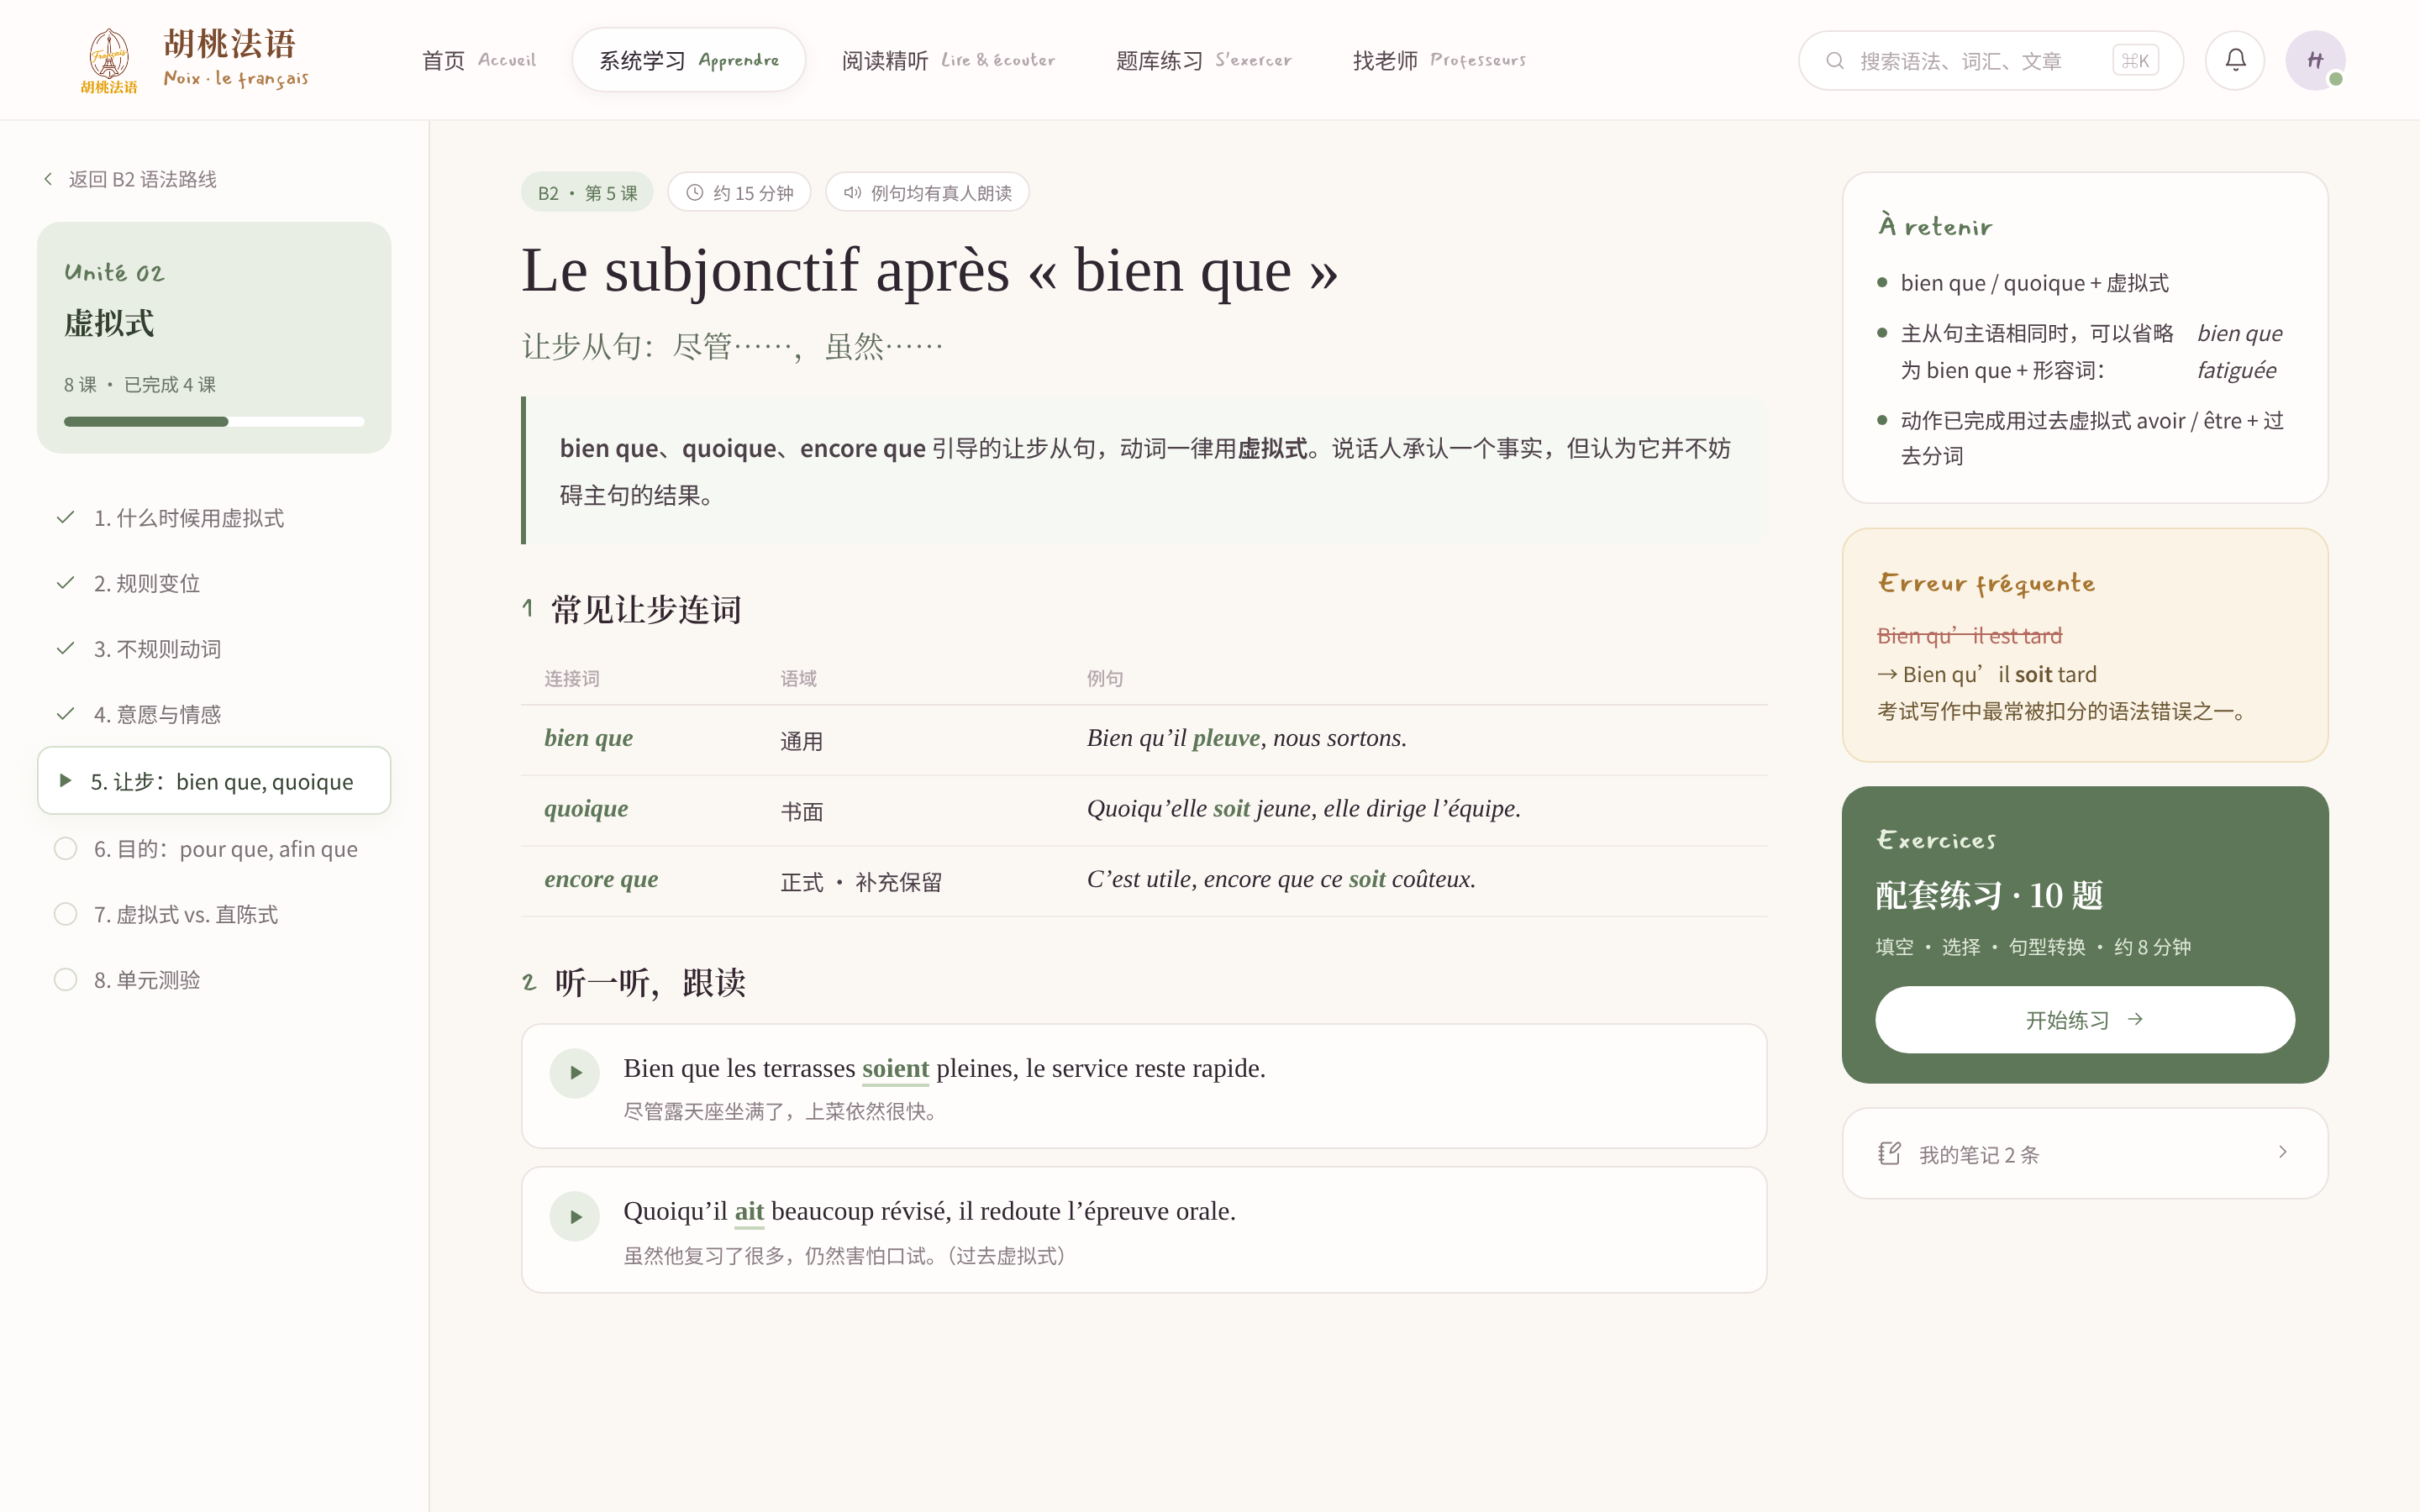 Français
胡桃法语
胡桃法语
Noix · le français
首页 Accueil
系统学习 Apprendre
阅读精听 Lire & écouter
题库练习 S'exercer
找老师 Professeurs
搜索语法、词汇、文章 ⌘K
H
返回 B2 语法路线
Unité 02
虚拟式
8 课 · 已完成 4 课
1. 什么时候用虚拟式
2. 规则变位
3. 不规则动词
4. 意愿与情感
5. 让步：bien que, quoique
6. 目的：pour que, afin que
7. 虚拟式 vs. 直陈式
8. 单元测验
B2 · 第 5 课
约 15 分钟
例句均有真人朗读
Le subjonctif après « bien que »
让步从句：尽管……，虽然……
bien que、quoique、encore que 引导的让步从句，动词一律用虚拟式。说话人承认一个事实，但认为它并不妨
碍主句的结果。
1 常见让步连词
连接词 语域 例句
bien que 通用 Bien qu’il pleuve, nous sortons.
quoique 书面 Quoiqu’elle soit jeune, elle dirige l’équipe.
encore que 正式 · 补充保留 C’est utile, encore que ce soit coûteux.
2 听一听，跟读
Bien que les terrasses soient pleines, le service reste rapide.
尽管露天座坐满了，上菜依然很快。
Quoiqu’il ait beaucoup révisé, il redoute l’épreuve orale.
虽然他复习了很多，仍然害怕口试。（过去虚拟式）
À retenir
bien que / quoique + 虚拟式
主从句主语相同时，可以省略 bien que
为 bien que + 形容词： fatiguée
动作已完成用过去虚拟式 avoir / être + 过
去分词
Erreur fréquente
Bien qu’il est tard
→ Bien qu’il soit tard
考试写作中最常被扣分的语法错误之一。
Exercices
配套练习 · 10 题
填空 · 选择 · 句型转换 · 约 8 分钟
开始练习 →
我的笔记 2 条